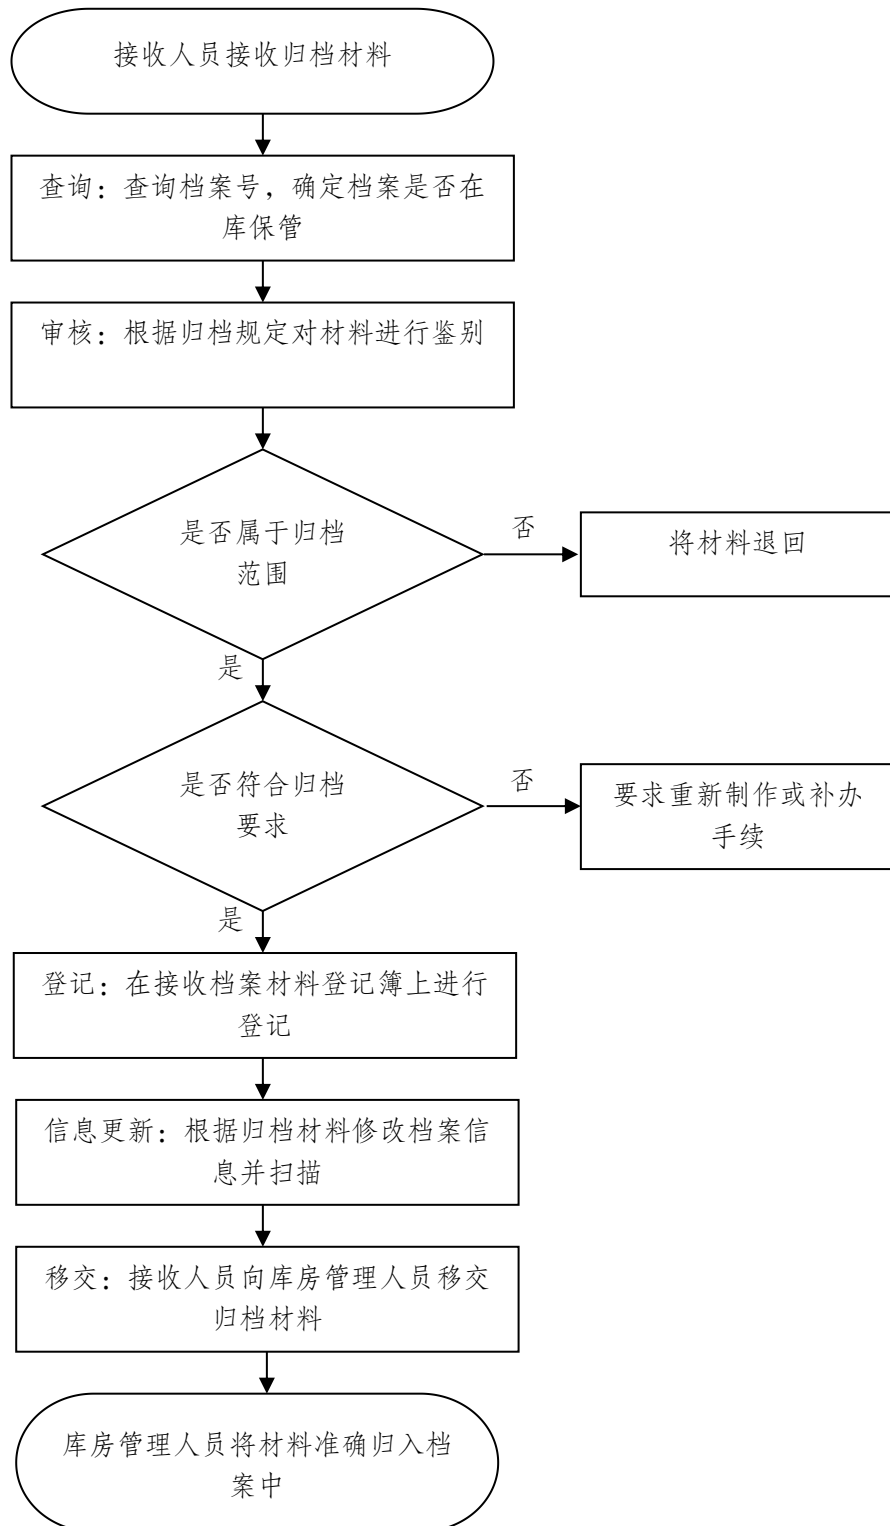 接收人员接收归档材料
查询：查询档案号，确定档案是否在
库保管
审核：根据归档规定对材料进行鉴别
是否属于归档
范围
否
将材料退回
是
是否符合归档
要求
否
要求重新制作或补办
手续
是
登记：在接收档案材料登记簿上进行
登记
信息更新：根据归档材料修改档案信
息并扫描
移交：接收人员向库房管理人员移交
归档材料
库房管理人员将材料准确归入档
案中